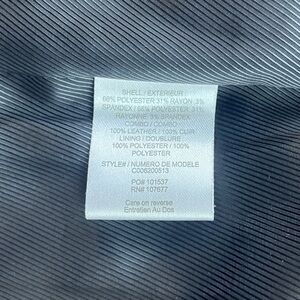 SHELL / EXTERIEUR
66% POLYESTER 31% RAYON 3%
SPANDEX / 66% POLYESTER 31%
RAYONNE 3% SPANDEX
COMBO / COMBO
100% LEATHER / 100% CUIR
LINING / DOUBLURE
100% POLYESTER / 100%
POLYESTER
STYLE# / NUMERO DE MODELE
C006200513
PO# 101537
RN# 107677
Care on reverse
Entretien Au Dos